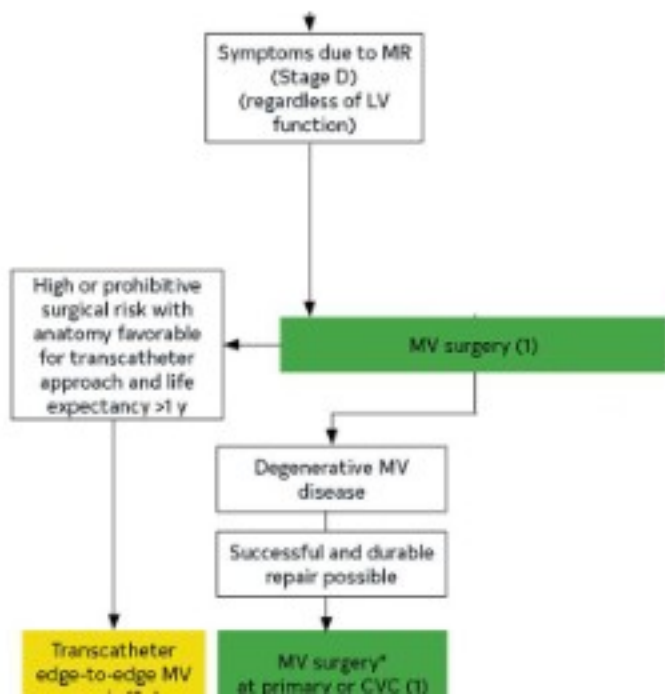 Symptoms due to MR
(Stage D)
(regardless of LV
function)
High or prohibitive
surgical risk with
anatomy favorable
for transcatheter
approach and life
expectancy >1 y
MV surgery (1)
Degenerative MV
disease
Successful and durable
repair possible
Transcatheter
edge-to-edge MV
MV surgery*
at primary or CVC (1)